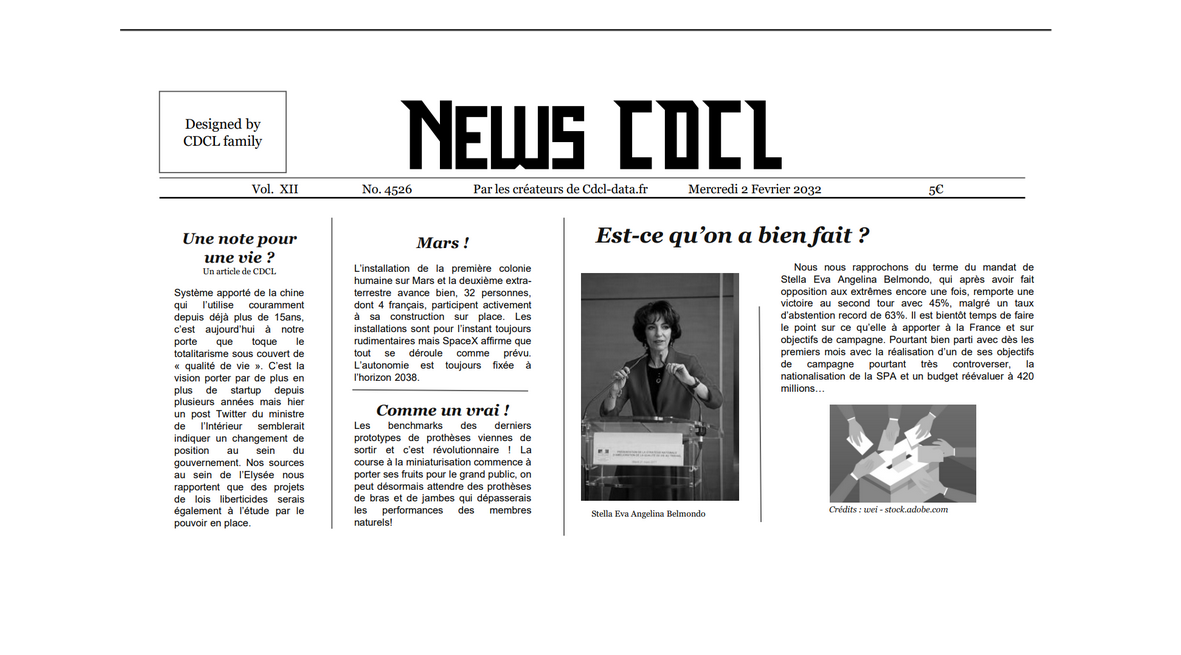 Designed by
CDCL family
NEWS CDCL
Vol. XII No. 4526 Par les créateurs de Cdcl-data.fr Mercredi 2 Fevrier 2032 5€
Une note pour
une vie ?
Un article de CDCL
Système apporté de la chine
qui l’utilise couramment
depuis déjà plus de 15ans,
c’est aujourd’hui à notre
porte que toque le
totalitarisme sous couvert de
« qualité de vie ». C’est la
vision porter par de plus en
plus de startup depuis
plusieurs années mais hier
un post Twitter du ministre
de l’Intérieur semblerait
indiquer un changement de
position au sein du
gouvernement. Nos sources
au sein de l’Elysée nous
rapportent que des projets
de lois liberticides serais
également à l’étude par le
pouvoir en place.
Mars !
L’installation de la première colonie
humaine sur Mars et la deuxième extra-
terrestre avance bien, 32 personnes,
dont 4 français, participent activement
à sa construction sur place. Les
installations sont pour l’instant toujours
rudimentaires mais SpaceX affirme que
tout se déroule comme prévu.
L’autonomie est toujours fixée à
l’horizon 2038.
Comme un vrai !
Les benchmarks des derniers
prototypes de prothèses viennes de
sortir et c’est révolutionnaire ! La
course à la miniaturisation commence à
porter ses fruits pour le grand public, on
peut désormais attendre des prothèses
de bras et de jambes qui dépasserais
les performances des membres
naturels!
Est-ce qu’on a bien fait ?
Stella Eva Angelina Belmondo
Nous nous rapprochons du terme du mandat de
Stella Eva Angelina Belmondo, qui après avoir fait
opposition aux extrêmes encore une fois, remporte une
victoire au second tour avec 45%, malgré un taux
d’abstention record de 63%. Il est bientôt temps de faire
le point sur ce qu’elle à apporter à la France et sur
objectifs de campagne. Pourtant bien parti avec dès les
premiers mois avec la réalisation d’un de ses objectifs
de campagne pourtant très controverser, la
nationalisation de la SPA et un budget réévaluer à 420
millions…
Crédits : wei - stock.adobe.com